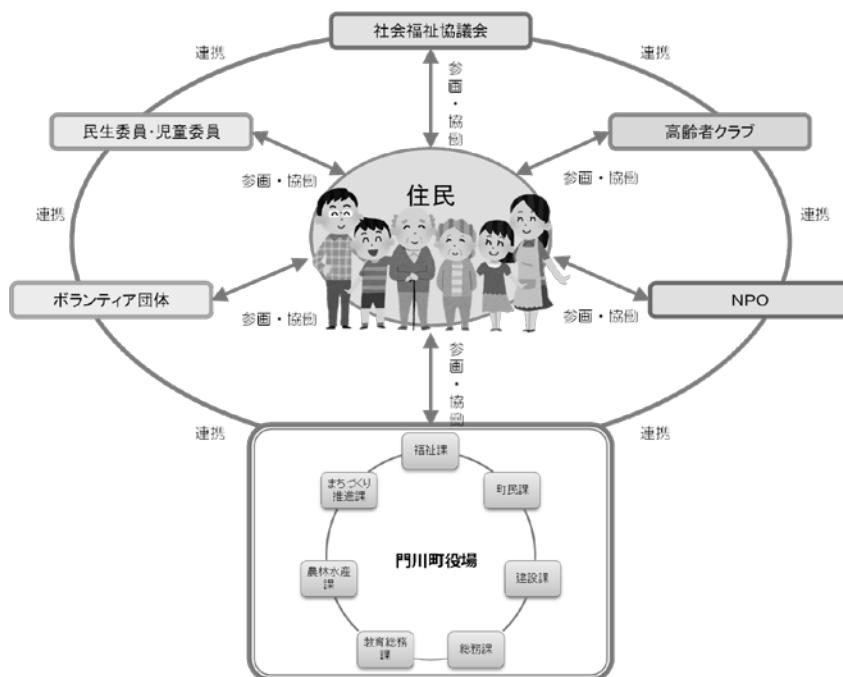 社会福祉協議会
連携
連携
参画・協働
民生委員・児童委員
高齢者クラブ
参画・協働
参画・協働
住民
連携
連携
ボランティア団体
NPO
参画・協働
参画・協働
参画・協働
連携
連携
福祉課
まちづくり
推進課
町民課
門川町役場
農林水産
課
建設課
教育総務
課
総務課